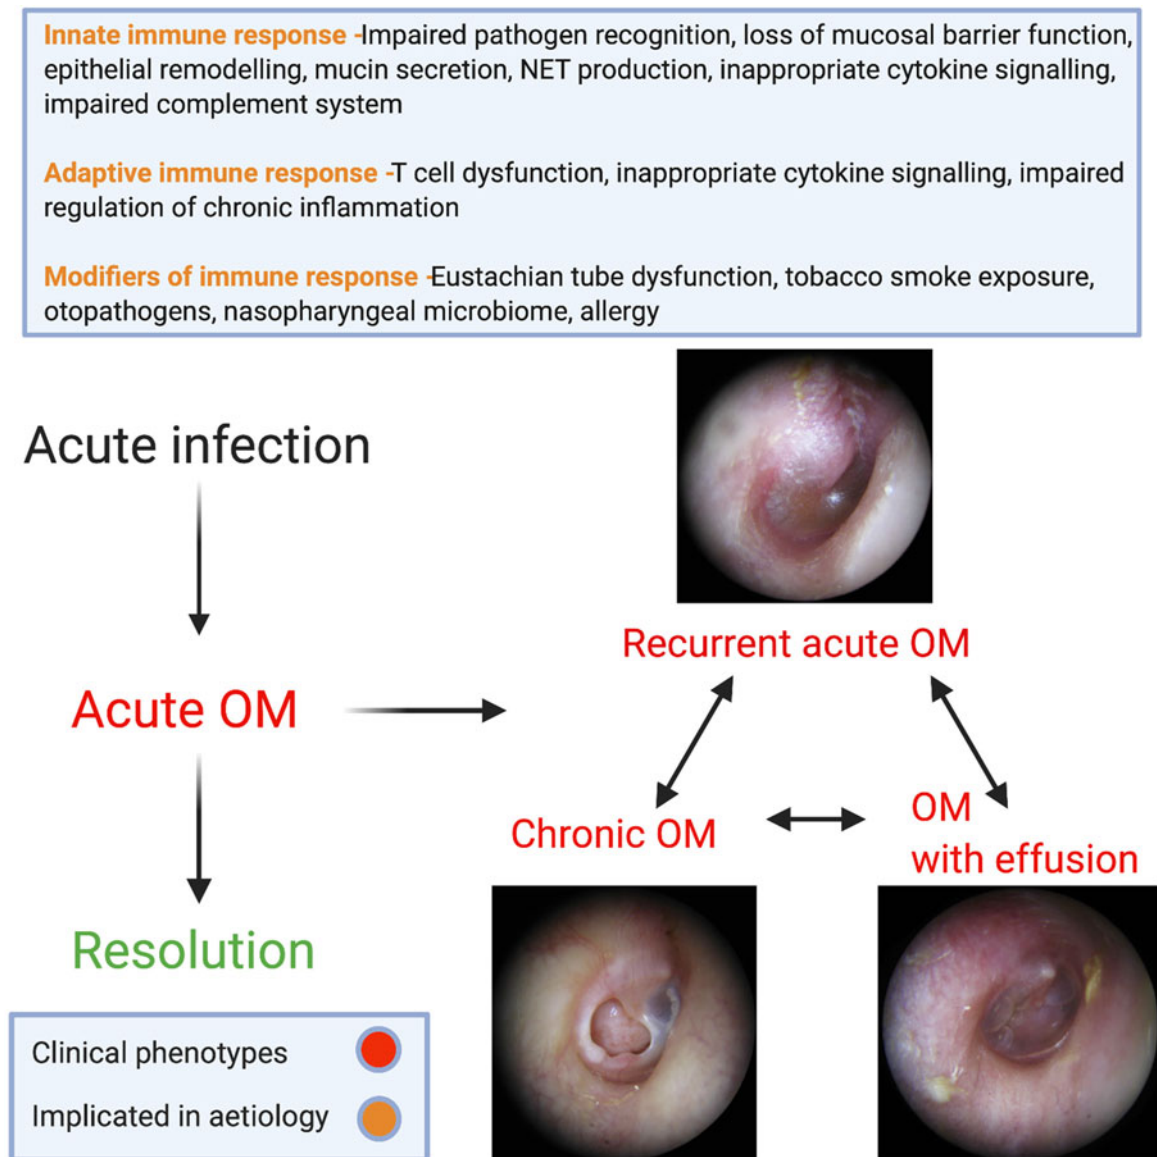 Innate immune response -Impaired pathogen recognition, loss of mucosal barrier function,
epithelial remodelling, mucin secretion, NET production, inappropriate cytokine signalling,
impaired complement system
Adaptive immune response -T cell dysfunction, inappropriate cytokine signalling, impaired
regulation of chronic inflammation
Modifiers of immune response -Eustachian tube dysfunction, tobacco smoke exposure,
otopathogens, nasopharyngeal microbiome, allergy
Acute infection
Acute OM
Resolution
Recurrent acute OM
Chronic OM
OM
with effusion
Clinical phenotypes
Implicated in aetiology